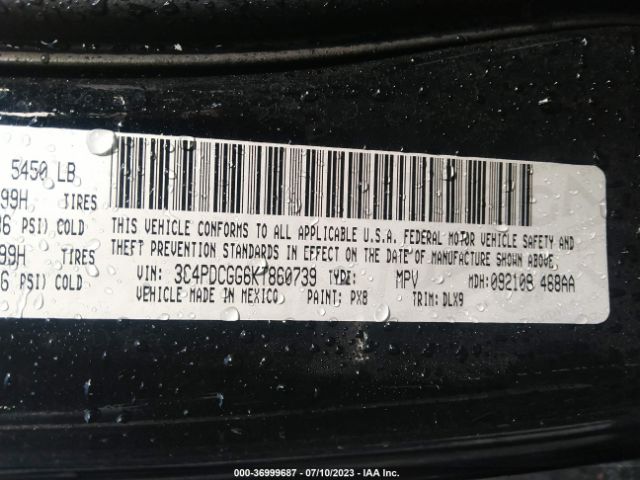 5450 LB
99H TIRES
36 PSI) COLD
99H TIRES
6 PSI) COLD
THIS VEHICLE CONFORMS TO ALL APPLICABLE U.S.A. FEDERAL MOTOR VEHICLE SAFETY AND
THEFT PREVENTION STANDARDS IN EFFECT ON THE DATE OF MANUFACTURE SHOWN ABOVE.
VIN: 3C4PDCGG6KT860739 TYPE: MPV MDH: 092108 468AA
VEHICLE MADE IN MEXICO PAINT: PX8 TRIM: DLX9
000-36999687 - 07/10/2023 - IAA Inc.